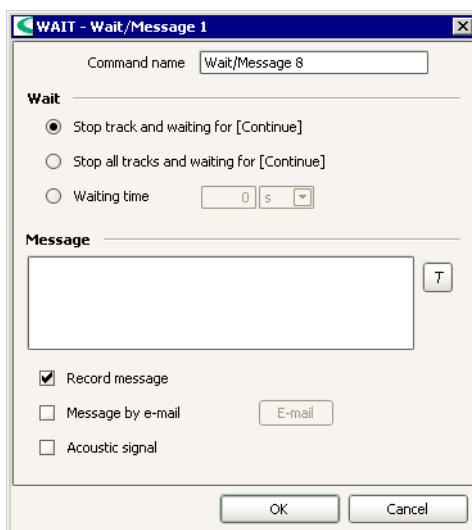 WAIT - Wait/Message 1
Command name Wait/Message 8
Wait
Stop track and waiting for [Continue]
Stop all tracks and waiting for [Continue]
Waiting time 0 s
Message
T
Record message
Message by e-mail E-mail
Acoustic signal
OK Cancel